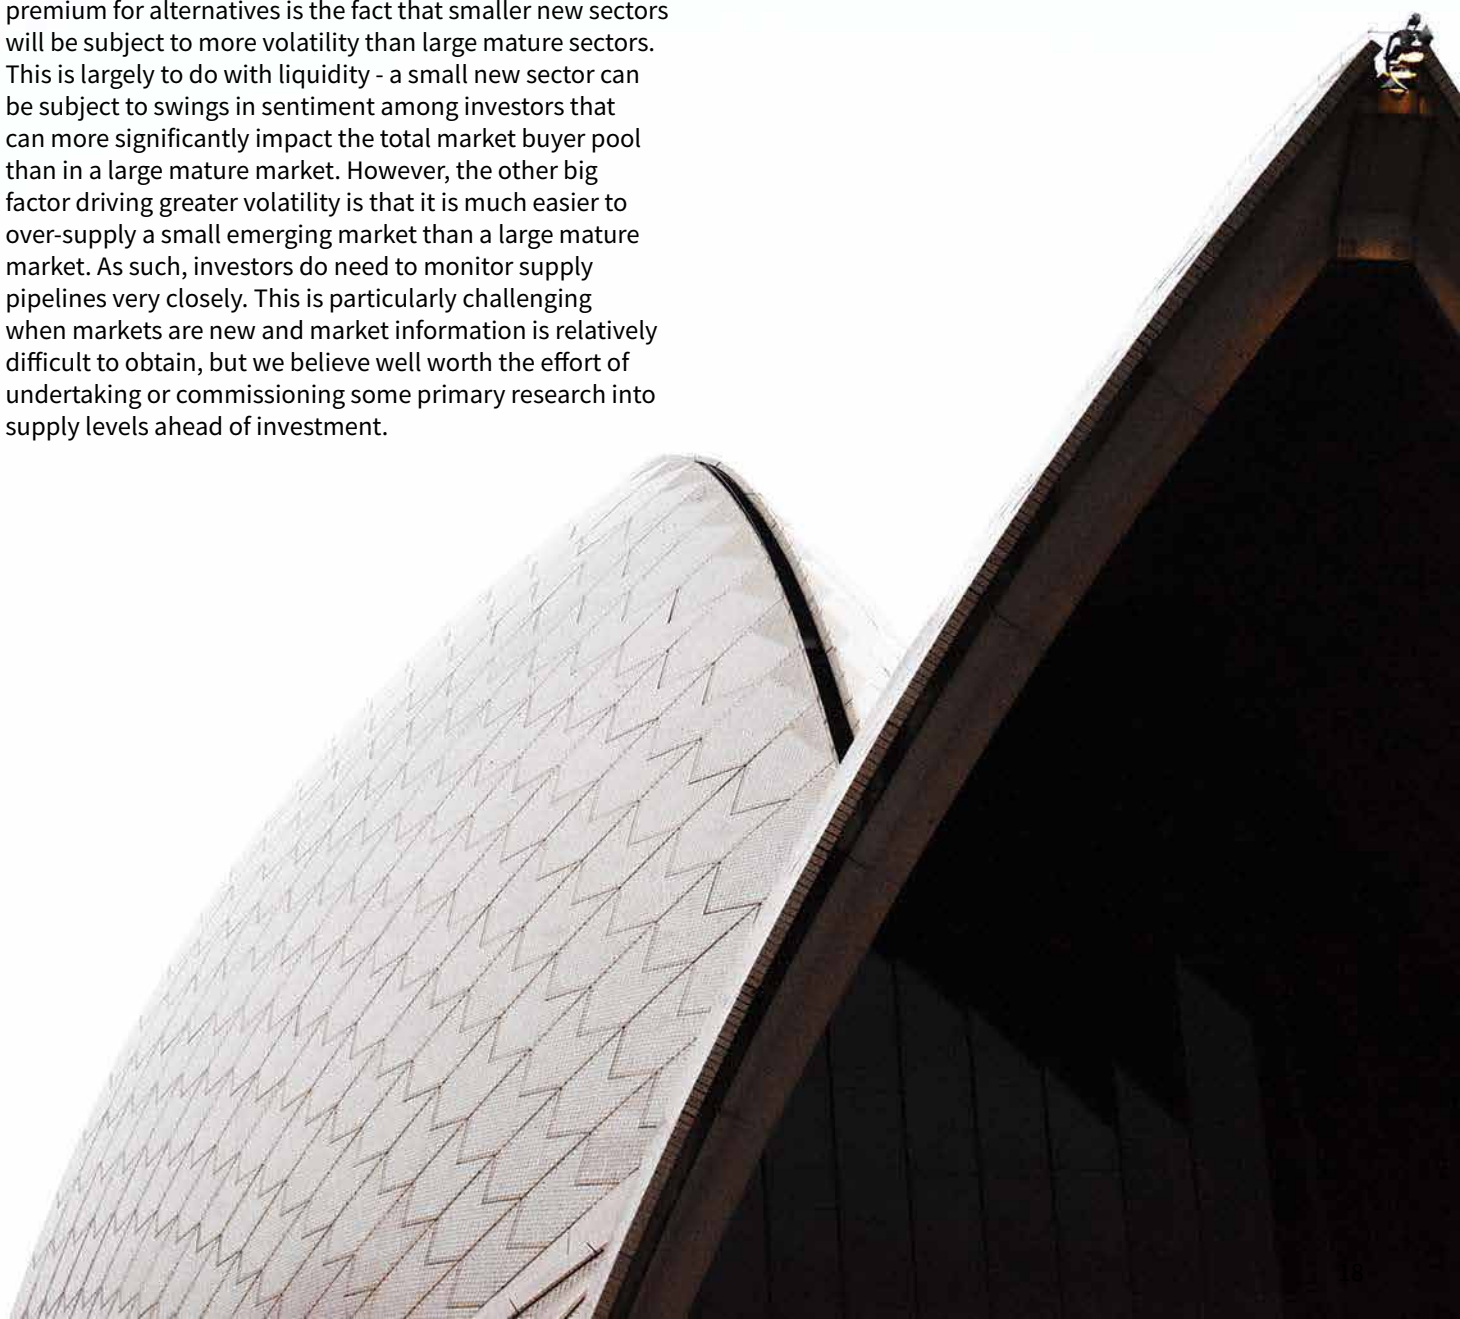 premium for alternatives is the fact that smaller new sectors
will be subject to more volatility than large mature sectors.
This is largely to do with liquidity - a small new sector can
be subject to swings in sentiment among investors that
can more significantly impact the total market buyer pool
than in a large mature market. However, the other big
factor driving greater volatility is that it is much easier to
over-supply a small emerging market than a large mature
market. As such, investors do need to monitor supply
pipelines very closely. This is particularly challenging
when markets are new and market information is relatively
difficult to obtain, but we believe well worth the effort of
undertaking or commissioning some primary research into
supply levels ahead of investment.